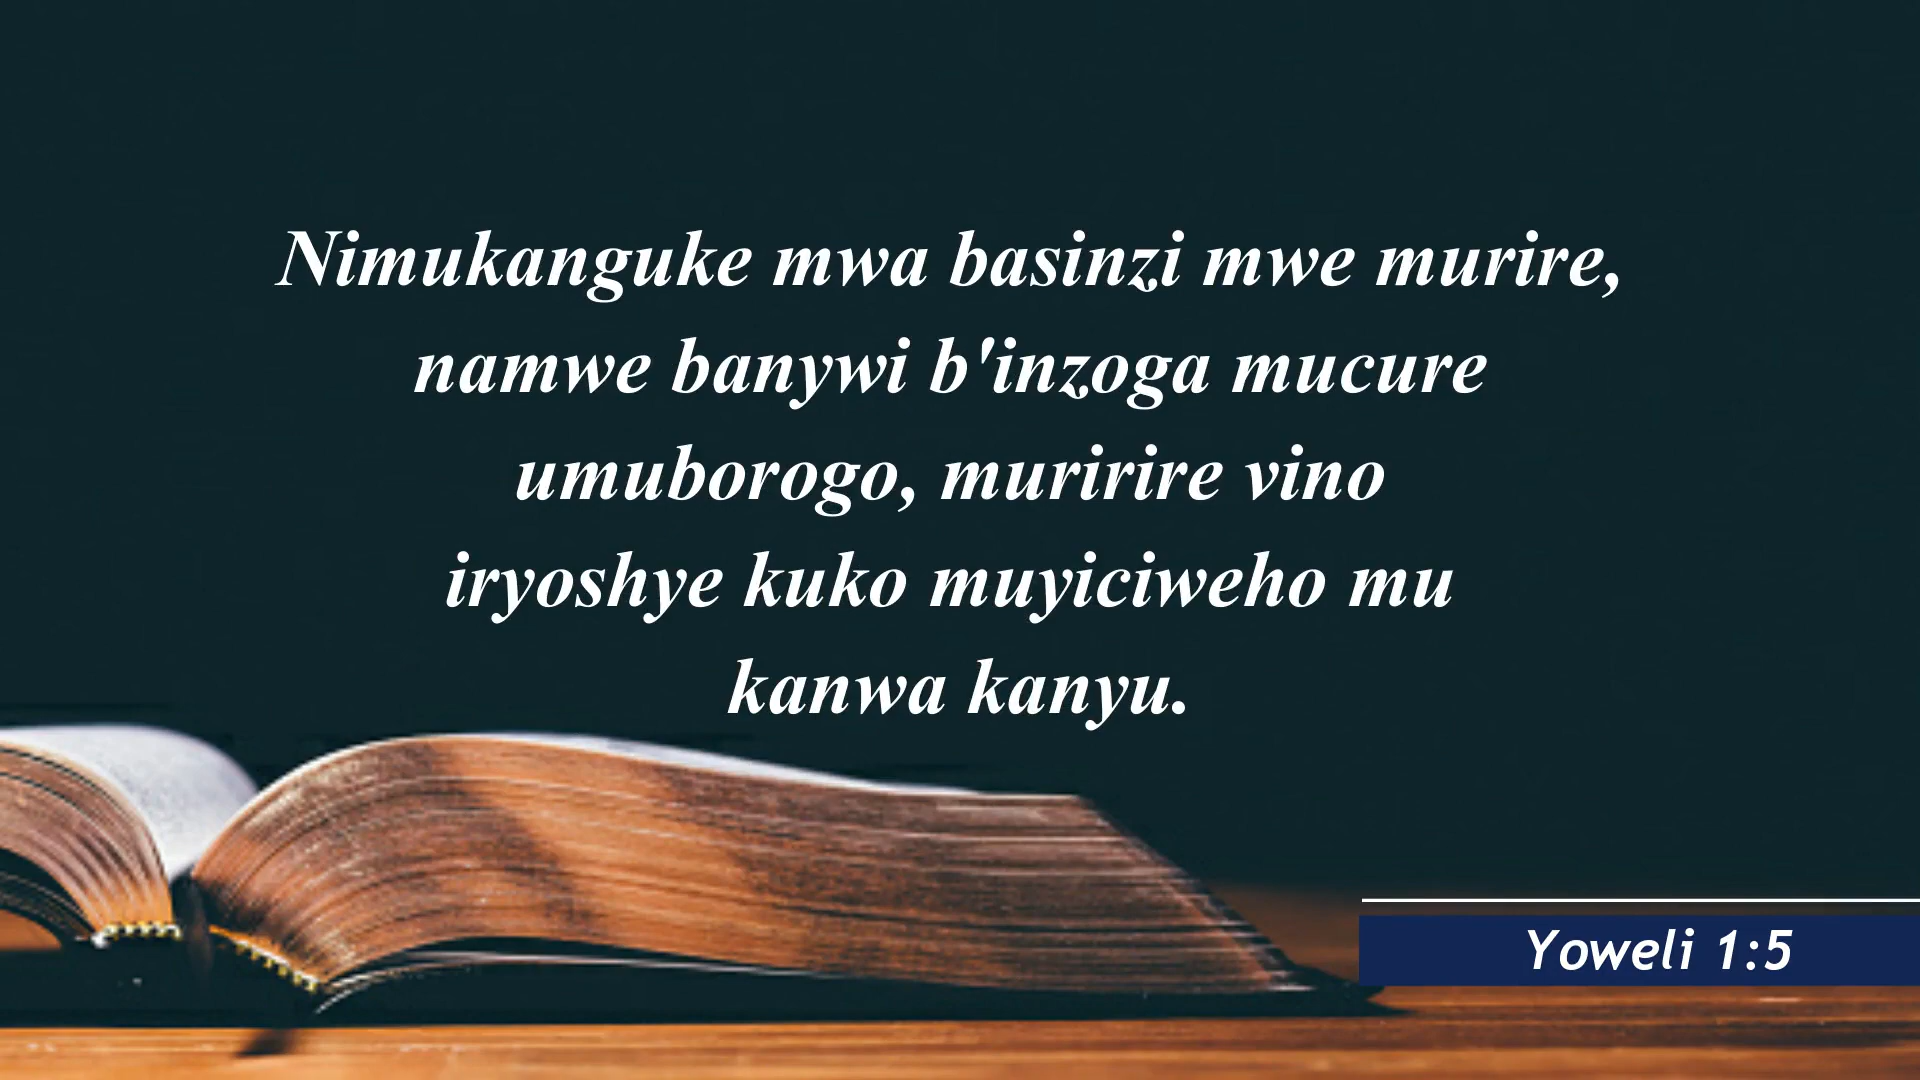 Nimukanguke mwa basinzi mwe murire,
namwe banywi b'inzoga mucure
umuborogo, muririre vino
iryoshye kuko muyiciweho mu
kanwa kanyu.
Yoweli 1:5